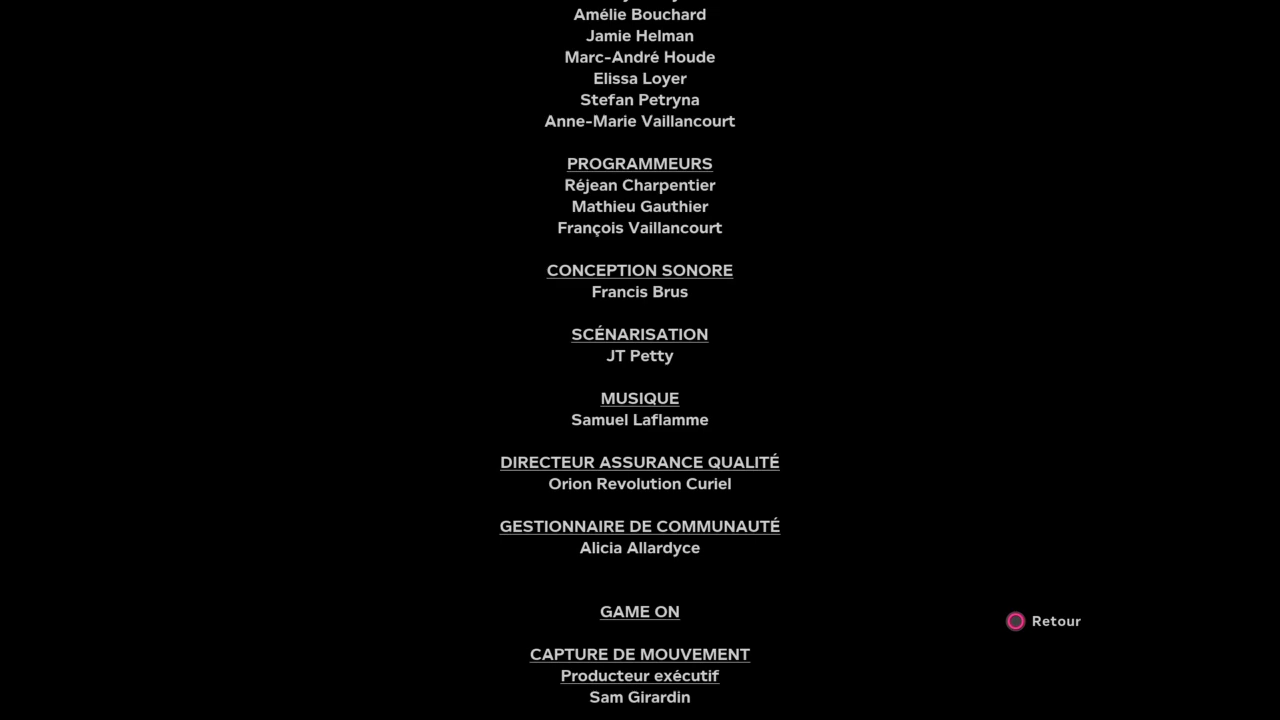 Amélie Bouchard
Jamie Helman
Marc-André Houde
Elissa Loyer
Stefan Petryna
Anne-Marie Vaillancourt
PROGRAMMEURS
Réjean Charpentier
Mathieu Gauthier
François Vaillancourt
CONCEPTION SONORE
Francis Brus
SCÉNARISATION
JT Petty
MUSIQUE
Samuel Laflamme
DIRECTEUR ASSURANCE QUALITÉ
Orion Revolution Curiel
GESTIONNAIRE DE COMMUNAUTÉ
Alicia Allardyce
GAME ON
Retour
CAPTURE DE MOUVEMENT
Producteur exécutif
Sam Girardin